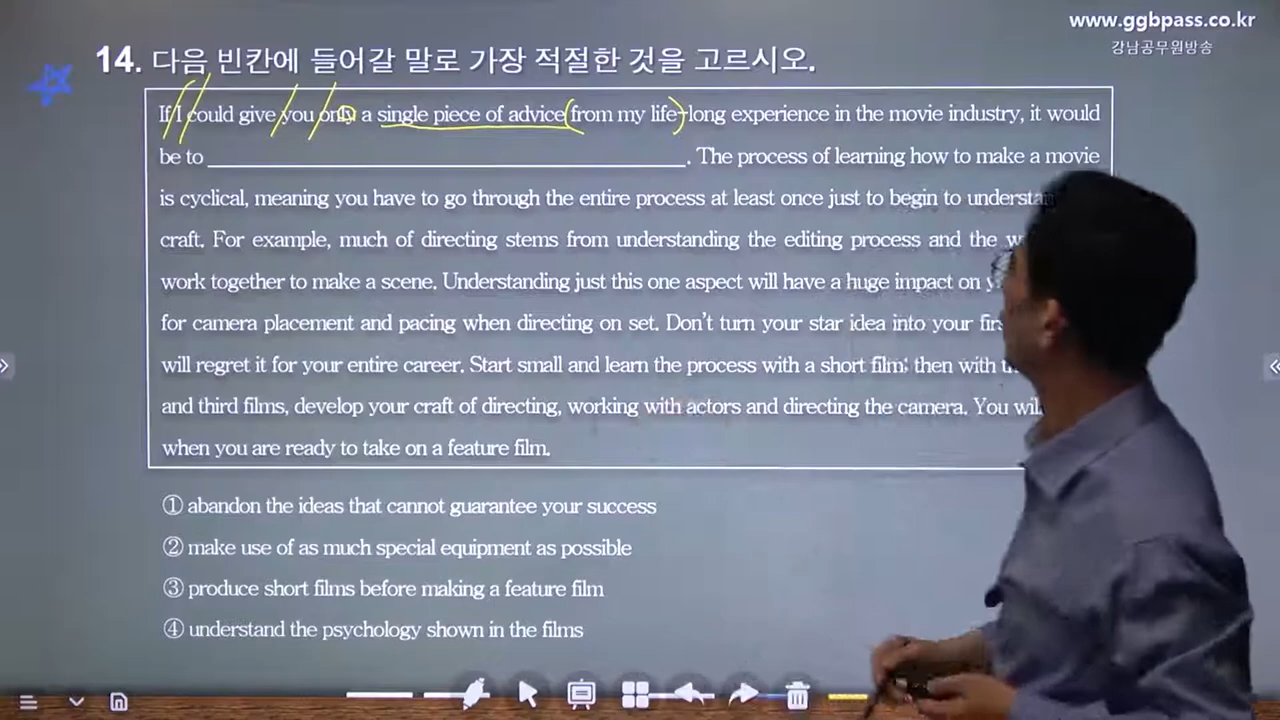 www.ggbpass.co.kr
강남공무원방송
14. 다음 빈칸에 들어갈 말로 가장 적절한 것을 고르시오.
If I could give you only a single piece of advice from my life-long experience in the movie industry, it would
be to ______. The process of learning how to make a movie
is cyclical, meaning you have to go through the entire process at least once just to begin to
craft. For example, much of directing stems from understanding the editing process and the
work together to make a scene. Understanding just this one aspect will have a huge impact on
for camera placement and pacing when directing on set. Don't turn your star idea into your
will regret it for your entire career. Start small and learn the process with a short film; then with
and third films, develop your craft of directing, working with actors and directing the camera. You
when you are ready to take on a feature film.
① abandon the ideas that cannot guarantee your success
② make use of as much special equipment as possible
③ produce short films before making a feature film
④ understand the psychology shown in the films